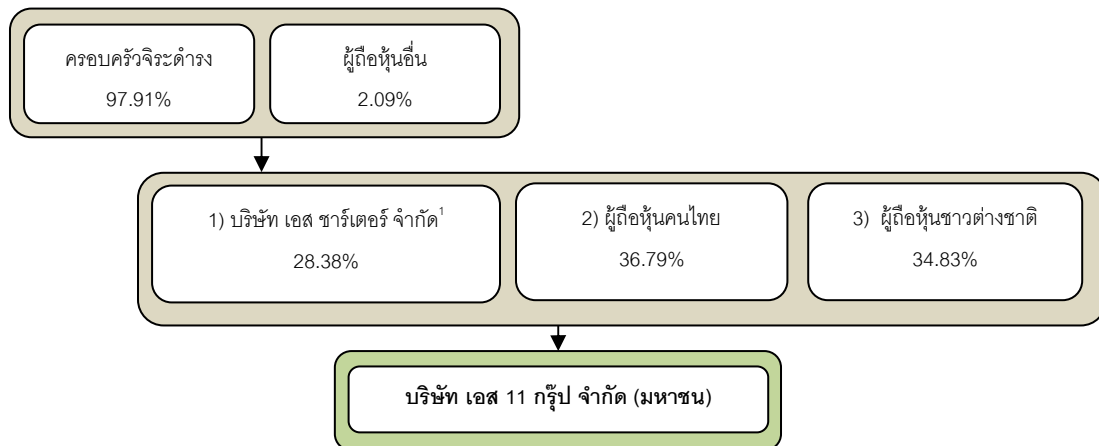 ครอบครัวจิระดำรง
97.91%
ผู้ถือหุ้นอื่น
2.09%
1) บริษัท เอส ชาร์เตอร์ จำกัด¹
28.38%
2) ผู้ถือหุ้นคนไทย
36.79%
3) ผู้ถือหุ้นชาวต่างชาติ
34.83%
บริษัท เอส 11 กรุ๊ป จำกัด (มหาชน)